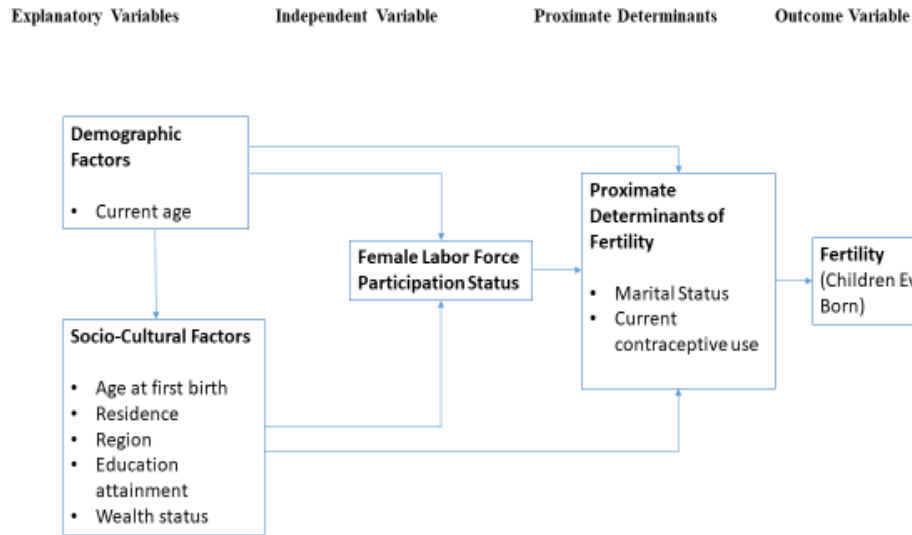 Explanatory Variables
Independent Variable
Proximate Determinants
Outcome Variable
Demographic
Factors
• Current age
Socio-Cultural Factors
• Age at first birth
• Residence
• Region
• Education
attainment
• Wealth status
Female Labor Force
Participation Status
Proximate
Determinants of
Fertility
• Marital Status
• Current
contraceptive use
Fertility
(Children
Born)